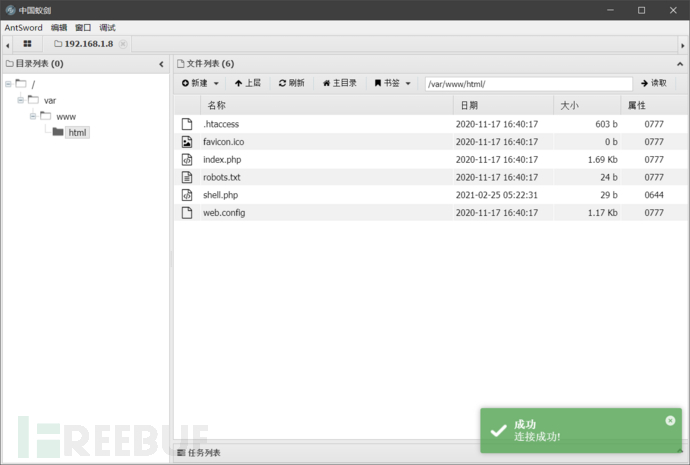 中国蚁剑
AntSword 编辑 窗口 调试
192.168.1.8
目录列表 (0)
/
var
www
html
文件列表 (6)
新建 上层 刷新 主目录 书签 /var/www/html/ 读取
名称 日期 大小 属性
.htaccess 2020-11-17 16:40:17 603 b 0777
favicon.ico 2020-11-17 16:40:17 0 b 0777
index.php 2020-11-17 16:40:17 1.69 Kb 0777
robots.txt 2020-11-17 16:40:17 24 b 0777
shell.php 2021-02-25 05:22:31 29 b 0644
web.config 2020-11-17 16:40:17 1.17 Kb 0777
成功
连接成功!
任务列表
FREEBUF